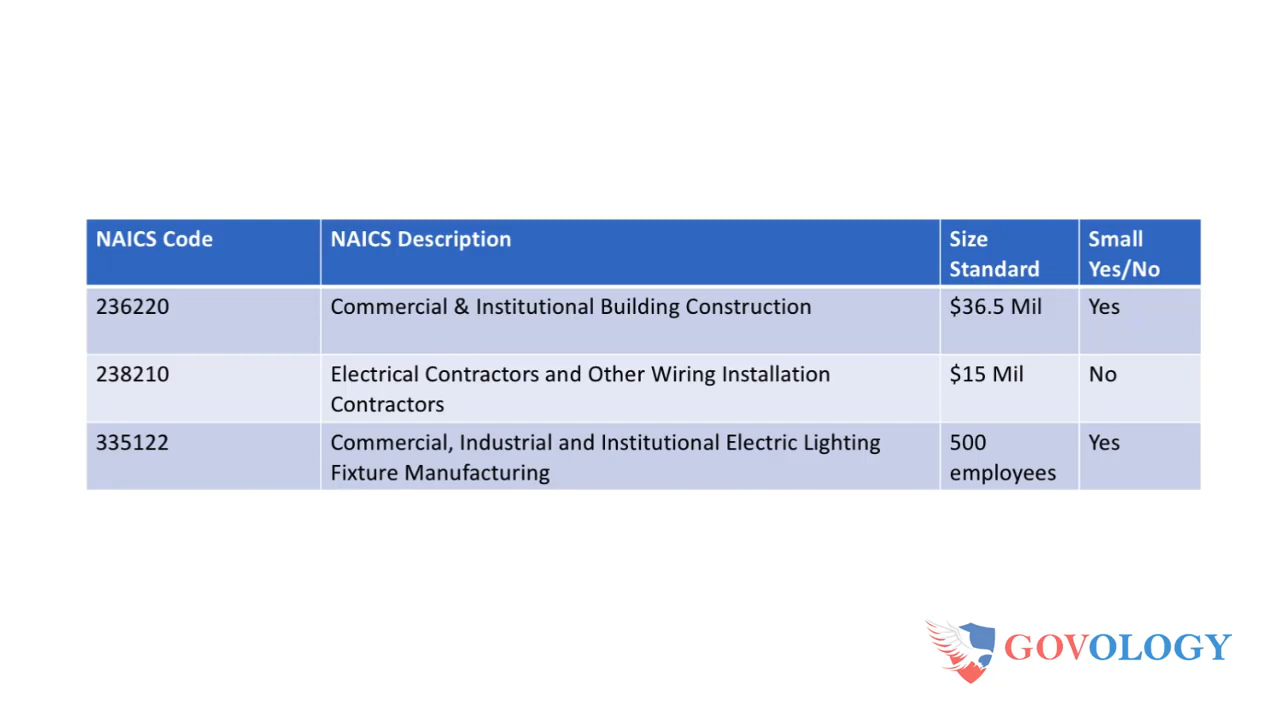 NAICS Code
NAICS Description
Size
Standard
Small
Yes/No
236220
Commercial & Institutional Building Construction
$36.5 Mil
Yes
238210
Electrical Contractors and Other Wiring Installation
Contractors
$15 Mil
No
335122
Commercial, Industrial and Institutional Electric Lighting
Fixture Manufacturing
500
employees
Yes
GOVOLOGY